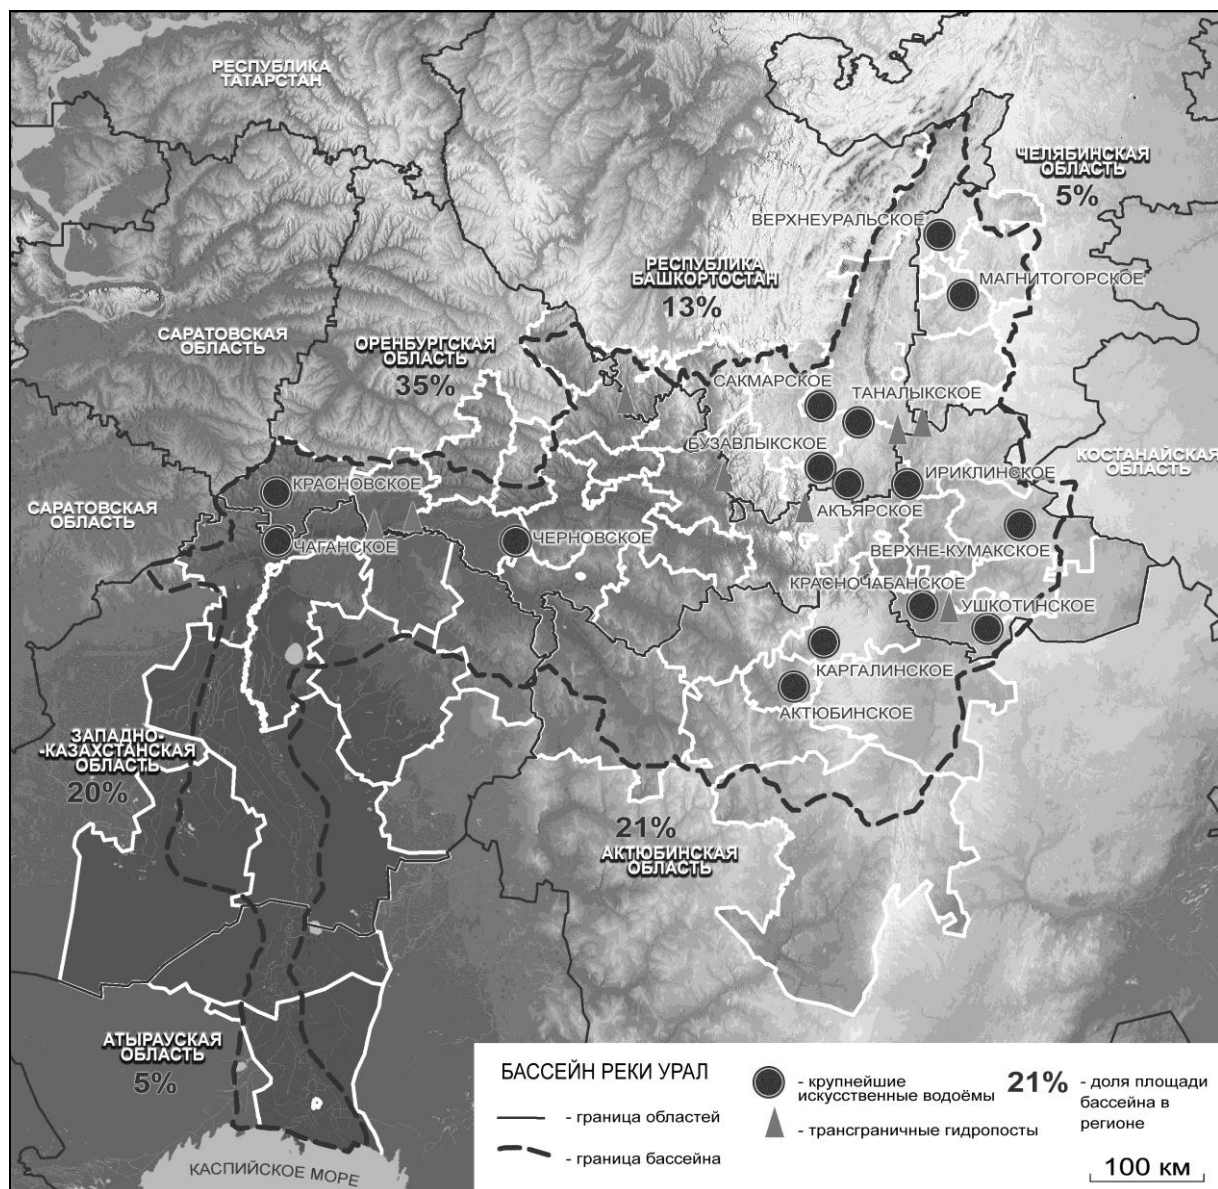 РЕСПУБЛИКА
ТАТАРСТАН
ЧЕЛЯБИНСКАЯ
ОБЛАСТЬ
5%
ВЕРХНЕУРАЛЬСКОЕ
РЕСПУБЛИКА
БАШКОРТОСТАН
13%
МАГНИТОГОРСКОЕ
САРАТОВСКАЯ
ОБЛАСТЬ
ОРЕНБУРГСКАЯ
ОБЛАСТЬ
35%
САКМАРСКОЕ
ТАНАЛЫКСКОЕ
БУЗАВЛЫКСКОЕ
КОСТАНАЙСКАЯ
ОБЛАСТЬ
КРАСНОВСКОЕ
ИРИКЛИНСКОЕ
САРАТОВСКАЯ
ОБЛАСТЬ
АКЪЯРСКОЕ
ЧАГАНСКОЕ
ЧЕРНОВСКОЕ
ВЕРХНЕ-КУМАКСКОЕ
КРАСНОЧАБАНСКОЕ
УШКОТИНСКОЕ
КАРГАЛИНСКОЕ
АКТЮБИНСКОЕ
ЗАПАДНО-
-КАЗАХСТАНСКАЯ
ОБЛАСТЬ
20%
21%
АКТЮБИНСКАЯ
ОБЛАСТЬ
АТЫРАУСКАЯ
ОБЛАСТЬ
5%
КАСПИЙСКОЕ МОРЕ
БАССЕЙН РЕКИ УРАЛ
- граница областей
- граница бассейна
- крупнейшие
искусственные водоёмы
- трансграничные гидропосты
21% - доля площади
бассейна в
регионе
100 км